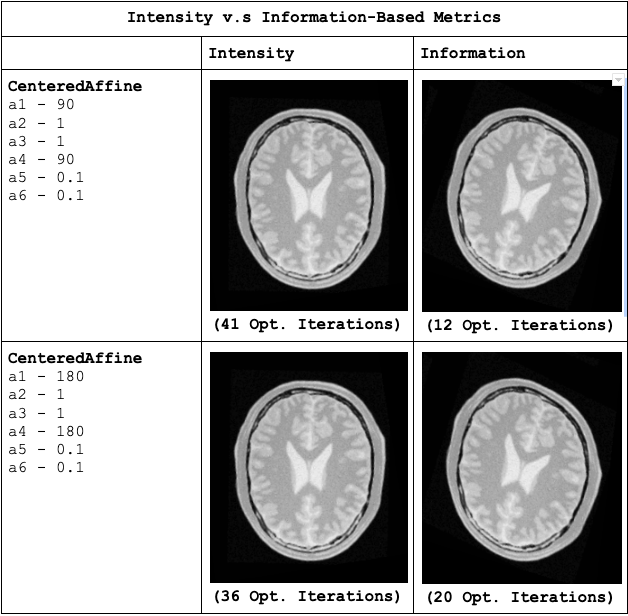 Intensity v.s Information-Based Metrics
Intensity
Information
CenteredAffine
a1 - 90
a2 - 1
a3 - 1
a4 - 90
a5 - 0.1
a6 - 0.1
(41 Opt. Iterations)
(12 Opt. Iterations)
CenteredAffine
a1 - 180
a2 - 1
a3 - 1
a4 - 180
a5 - 0.1
a6 - 0.1
(36 Opt. Iterations)
(20 Opt. Iterations)